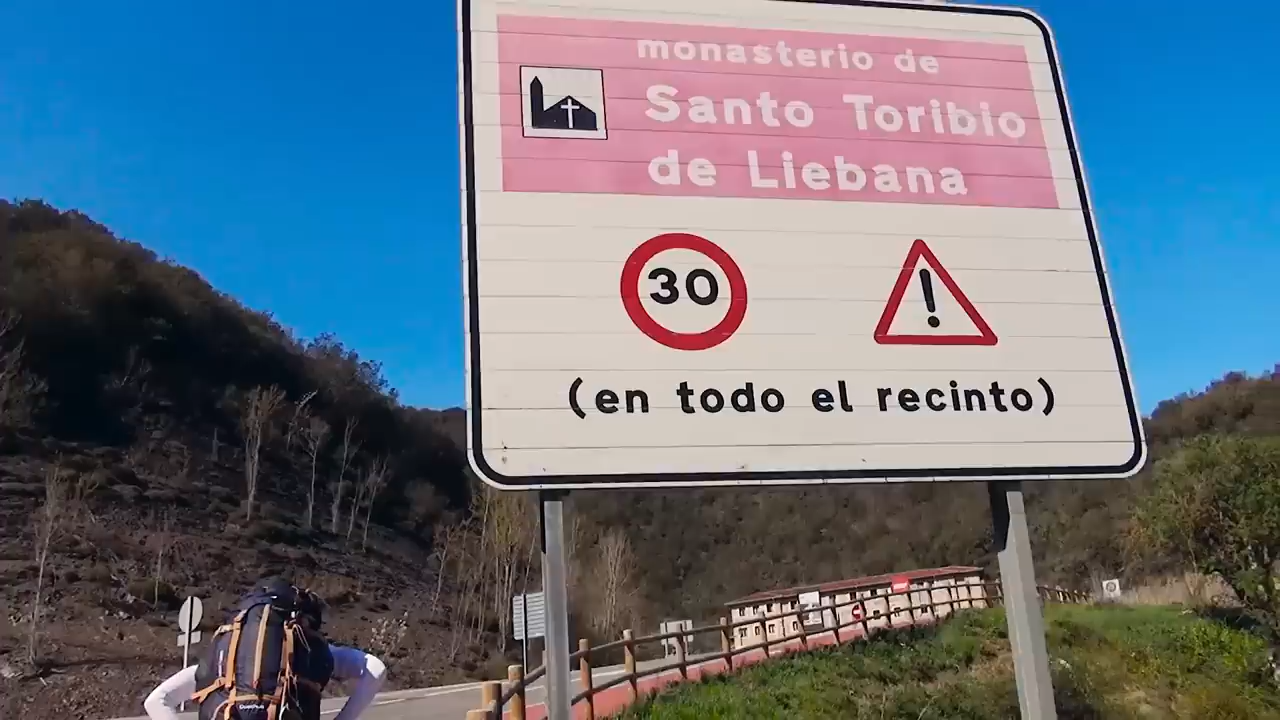 monasterio de
Santo Toribio
de Liebana
30
!
(en todo el recinto)